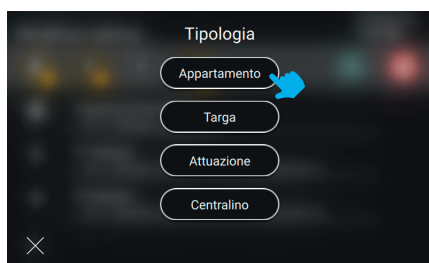 Tipologia
Appartamento
Targa
Attuazione
Centralino